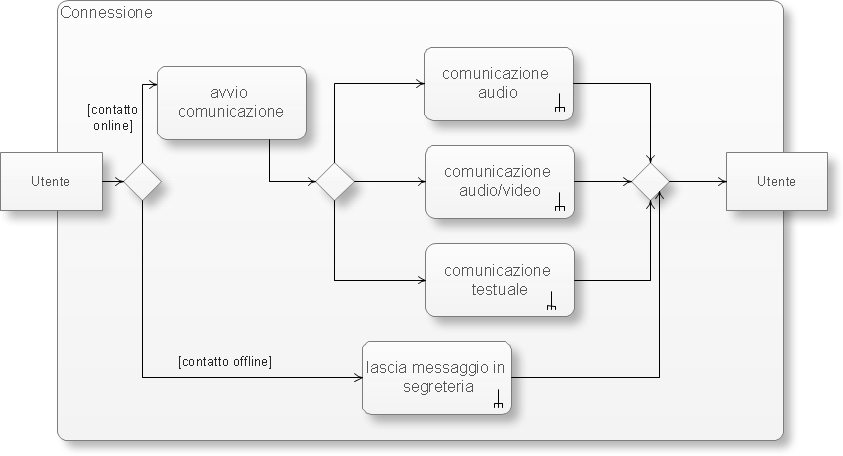 Connessione
avvio
comunicazione
[contatto
online]
comunicazione
audio
Utente
comunicazione
audio/video
Utente
comunicazione
testuale
[contatto offline]
lascia messaggio in
segreteria